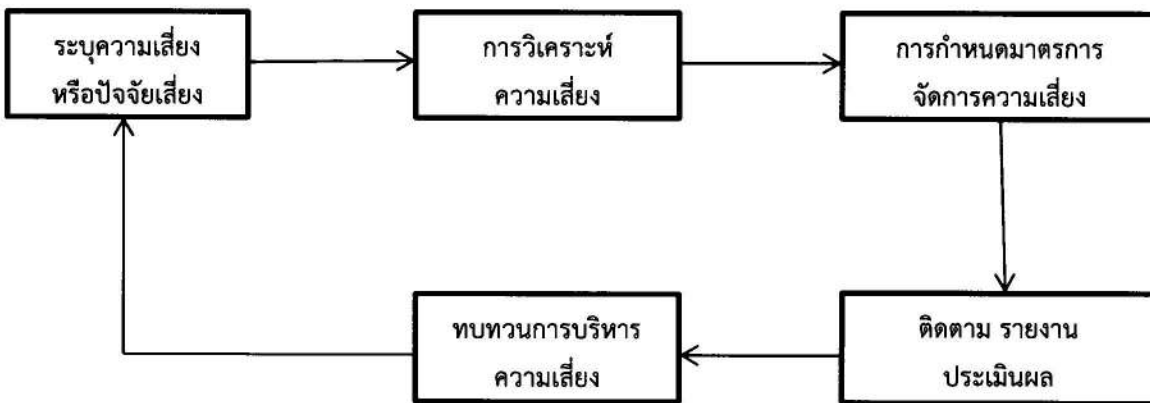 ระบุความเสี่ยง
หรือปัจจัยเสี่ยง
การวิเคราะห์
ความเสี่ยง
การกำหนดมาตรการ
จัดการความเสี่ยง
ติดตาม รายงาน
ประเมินผล
ทบทวนการบริหาร
ความเสี่ยง